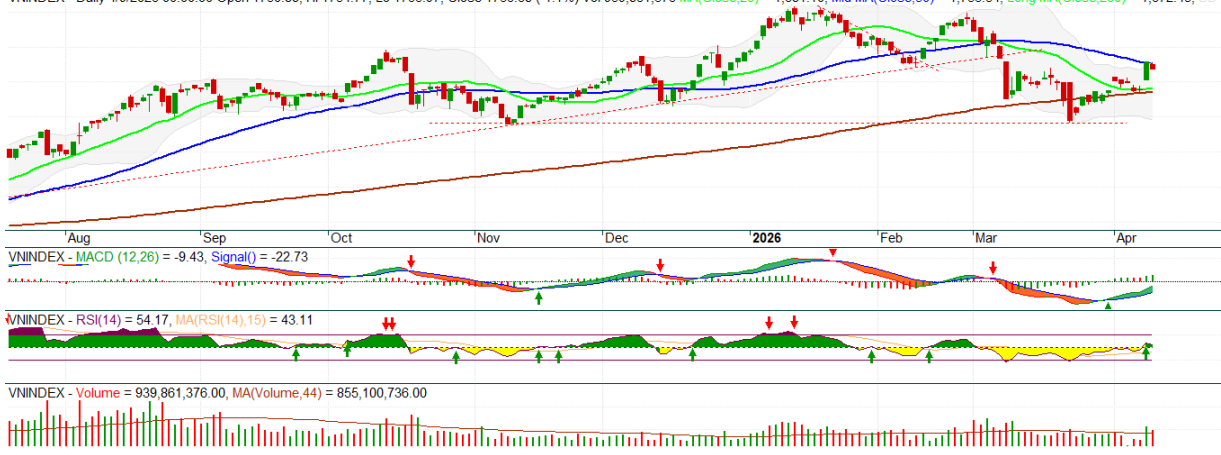 Aug Sep Oct Nov Dec 2026 Feb Mar Apr
VNINDEX - MACD (12,26) = -9.43, Signal() = -22.73
VNINDEX - RSI(14) = 54.17, MA(RSI(14),15) = 43.11
VNINDEX - Volume = 939,861,376.00, MA(Volume,44) = 855,100,736.00